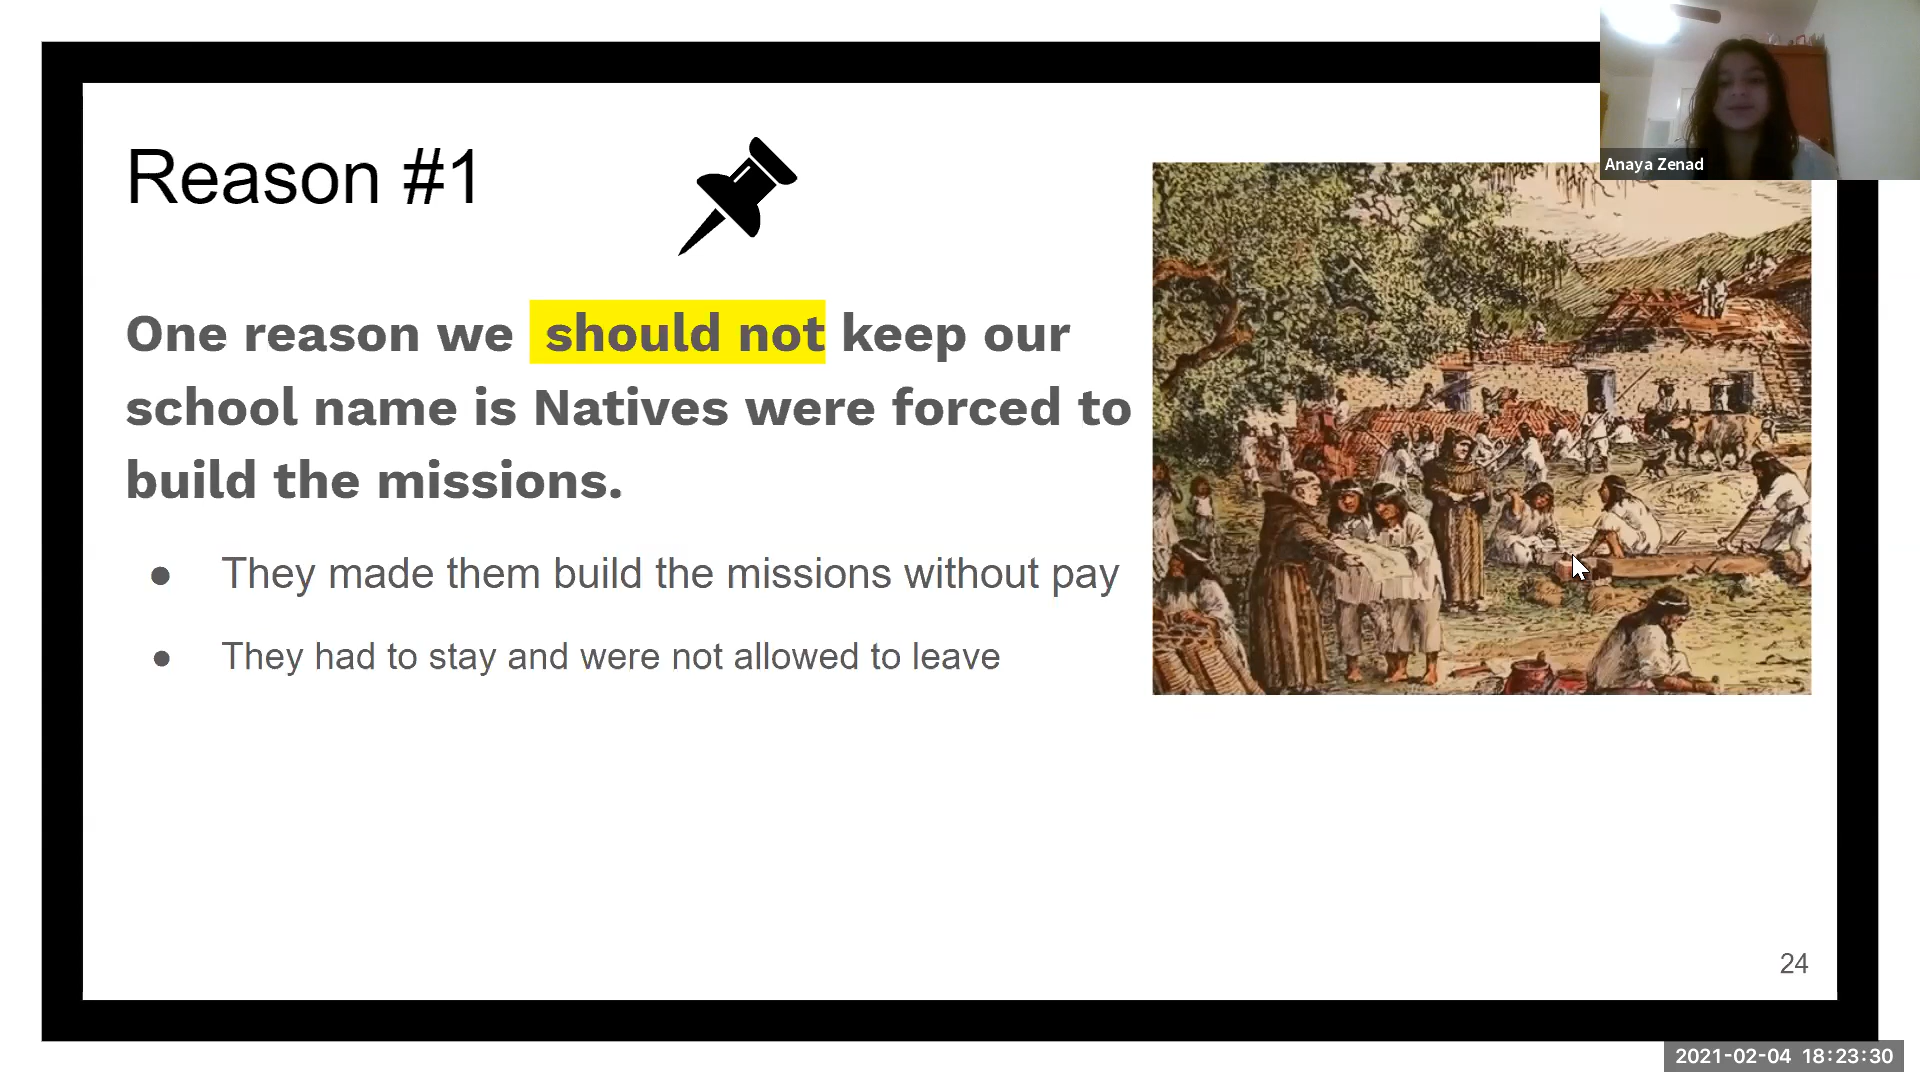 Reason #1
Anaya Zenad
One reason we should not keep our
school name is Natives were forced to
build the missions.
● They made them build the missions without pay
● They had to stay and were not allowed to leave
24
2021-02-04 18:23:30